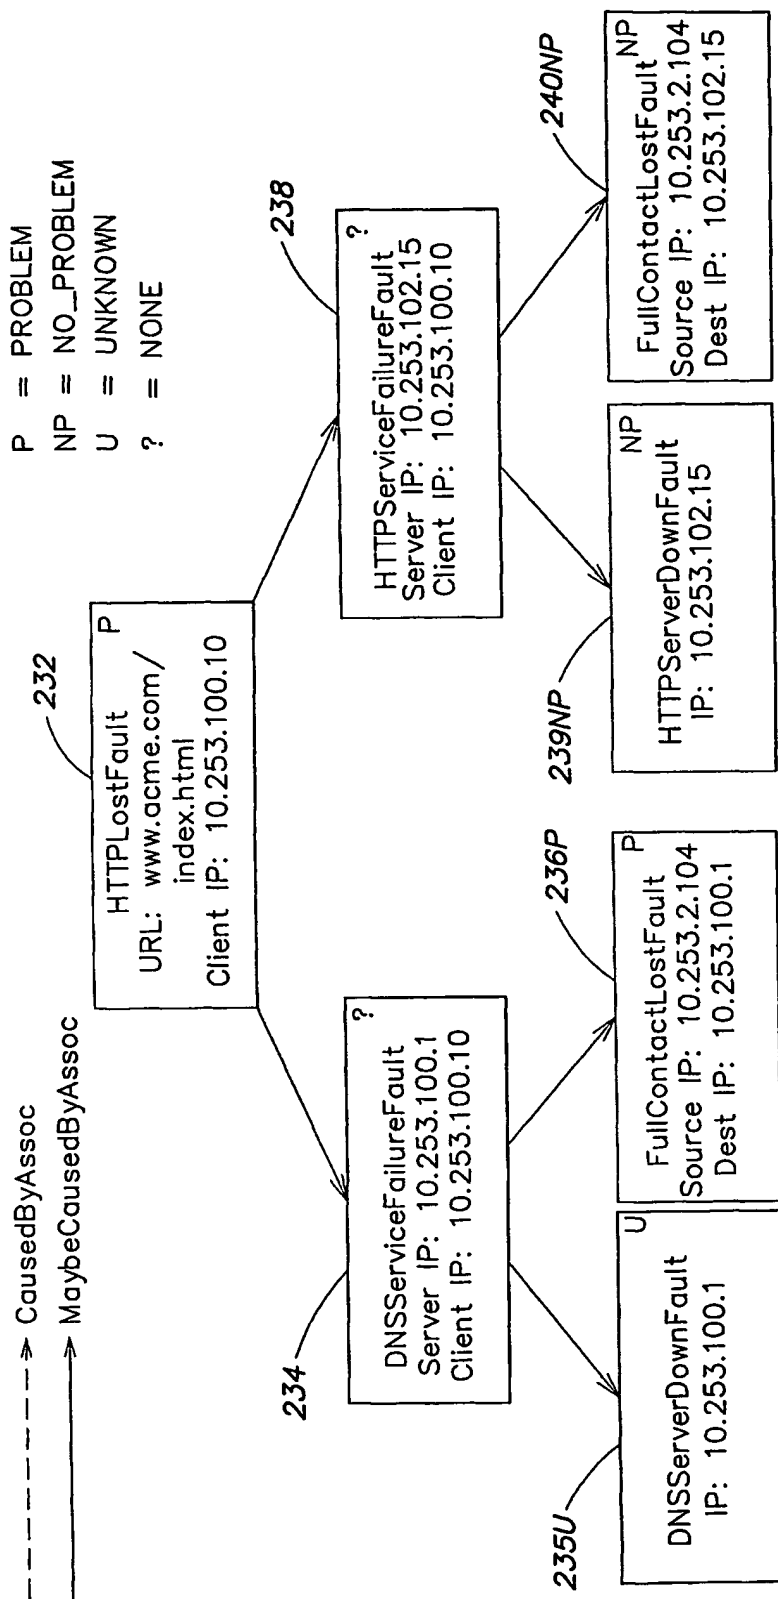 CausedByAssoc
MaybeCausedByAssoc
P = PROBLEM
NP = NO_PROBLEM
U = UNKNOWN
? = NONE
232
HTTPLostFault
P
URL: www.acme.com/
index.html
Client IP: 10.253.100.10
234
?
DNSServiceFailureFault
Server IP: 10.253.100.1
Client IP: 10.253.100.10
238
?
HTTPServiceFailureFault
Server IP: 10.253.102.15
Client IP: 10.253.100.10
235U
U
DNSServerDownFault
IP: 10.253.100.1
236P
P
FullContactLostFault
Source IP: 10.253.2.104
Dest IP: 10.253.100.1
239NP
NP
HTTPServerDownFault
IP: 10.253.102.15
240NP
NP
FullContactLostFault
Source IP: 10.253.2.104
Dest IP: 10.253.102.15